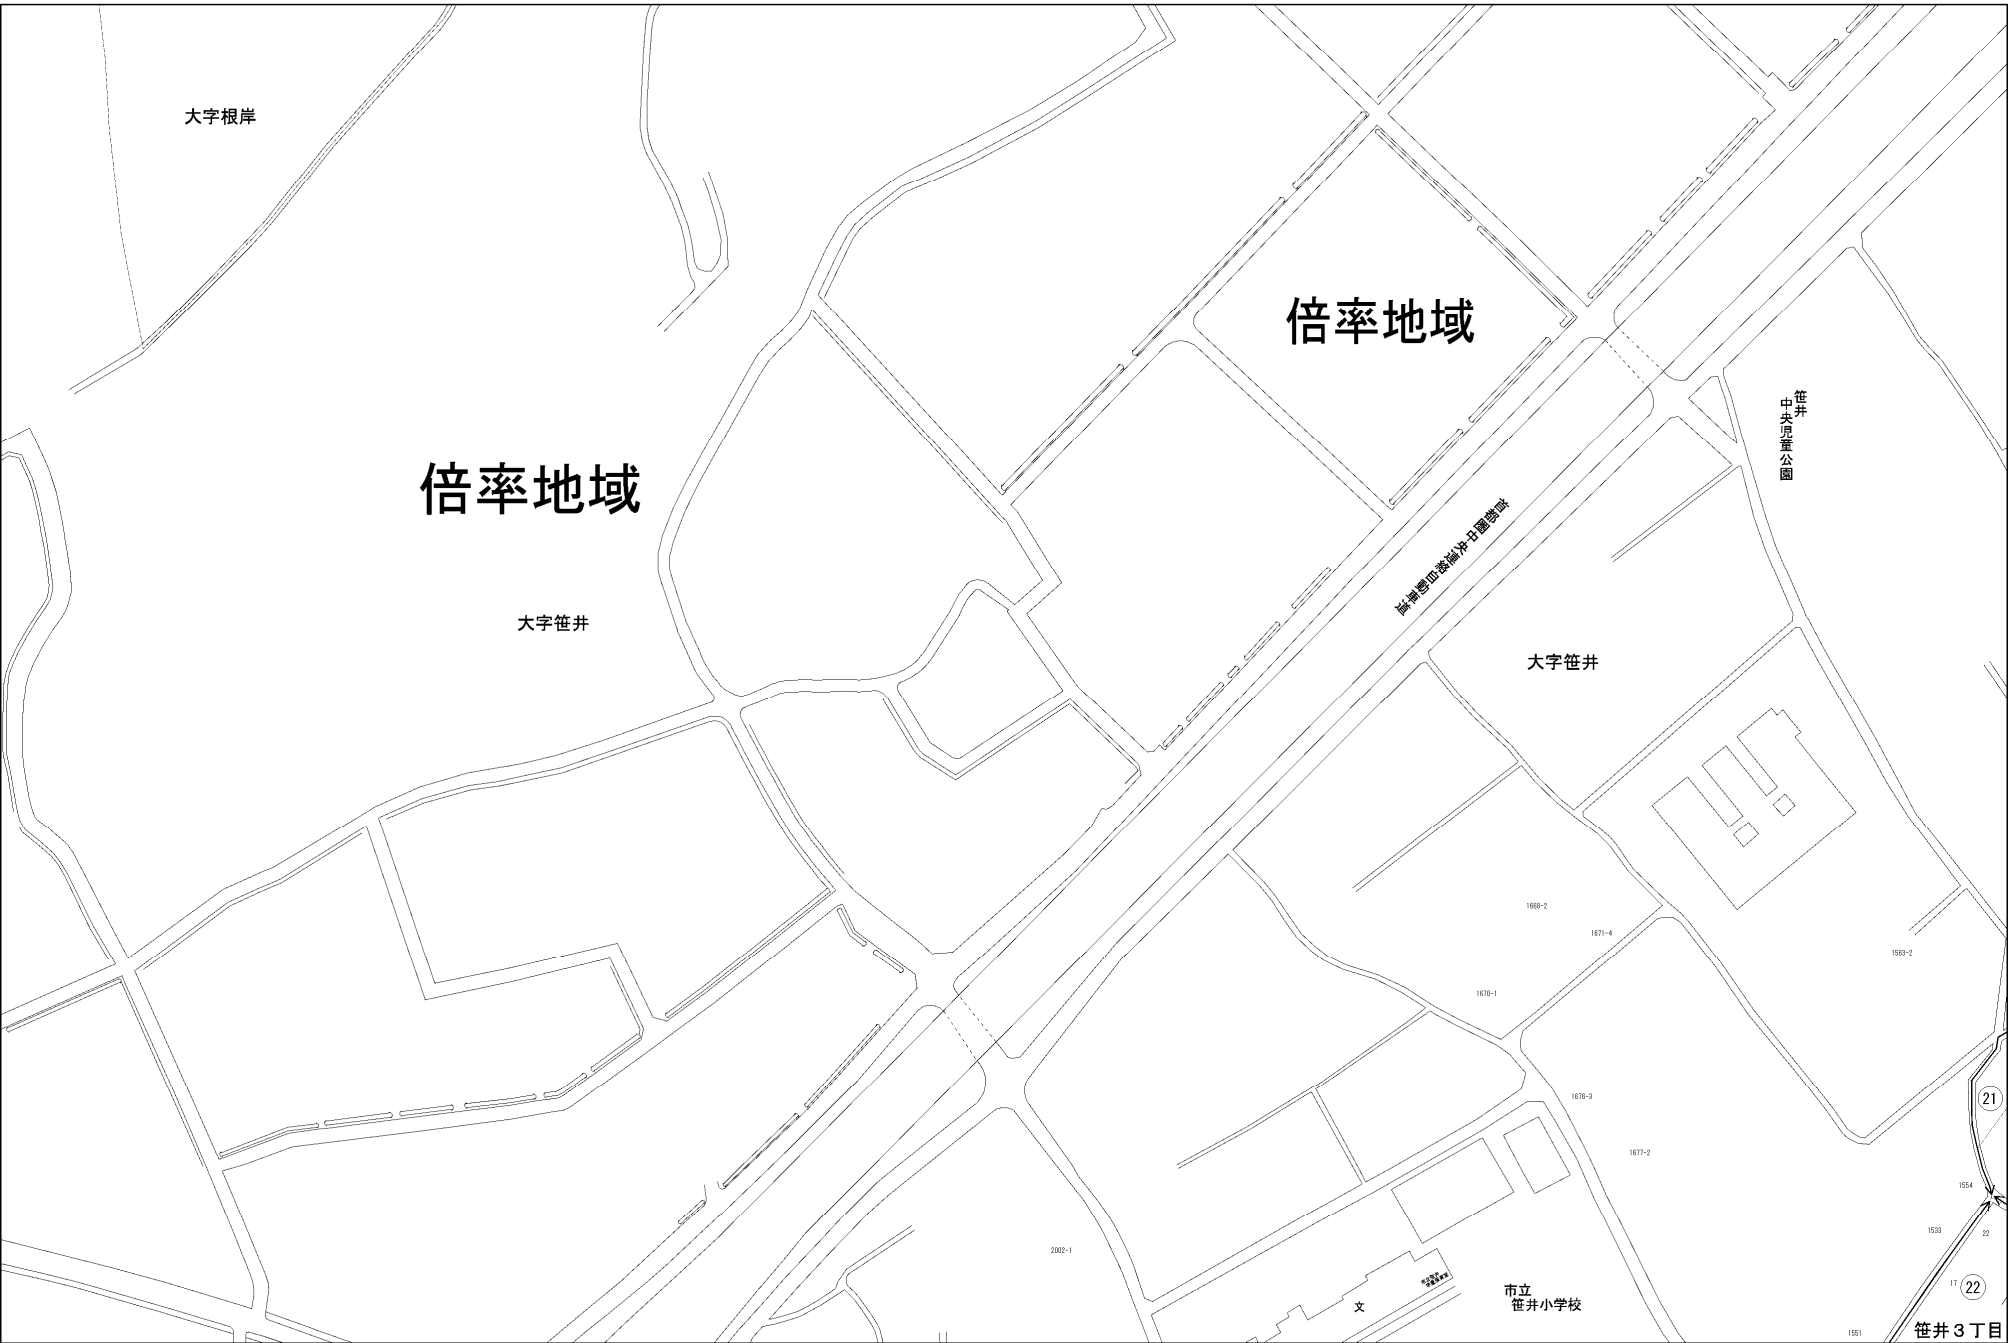 大字根岸
倍率地域
笹井
中央児童公園
倍率地域
首都圏中央連絡自動車道
大字笹井
大字笹井
1668-2
1671-4
1563-2
1670-1
1676-3
21
1677-2
1554
1533
22
2002-1
17
22
市立
笹井小学校
文
1551
笹井3丁目